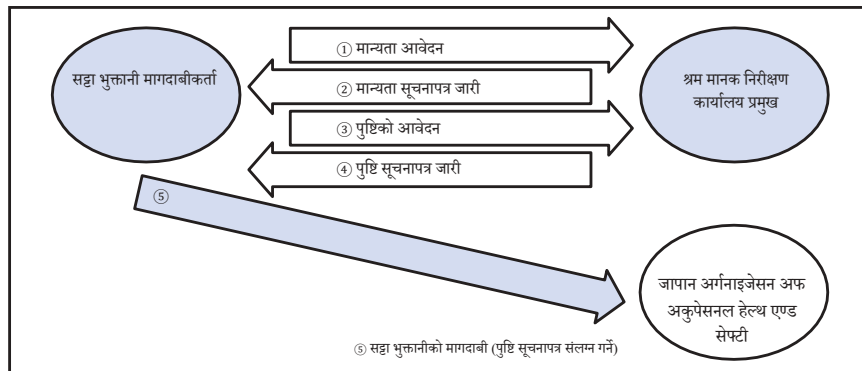 ① मान्यता आवेदन
सट्टा भुक्तानी मागदाबीकर्ता
② मान्यता सूचनापत्र जारी
श्रम मानक निरीक्षण
कार्यालय प्रमुख
③ पुष्टिको आवेदन
④ पुष्टि सूचनापत्र जारी
⑤
जापान अर्गनाइजेसन अफ
अकुपेसनल हेल्थ एण्ड
सेफ्टी
⑤ सट्टा भुक्तानीको मागदाबी (पुष्टि सूचनापत्र संलग्न गर्ने)